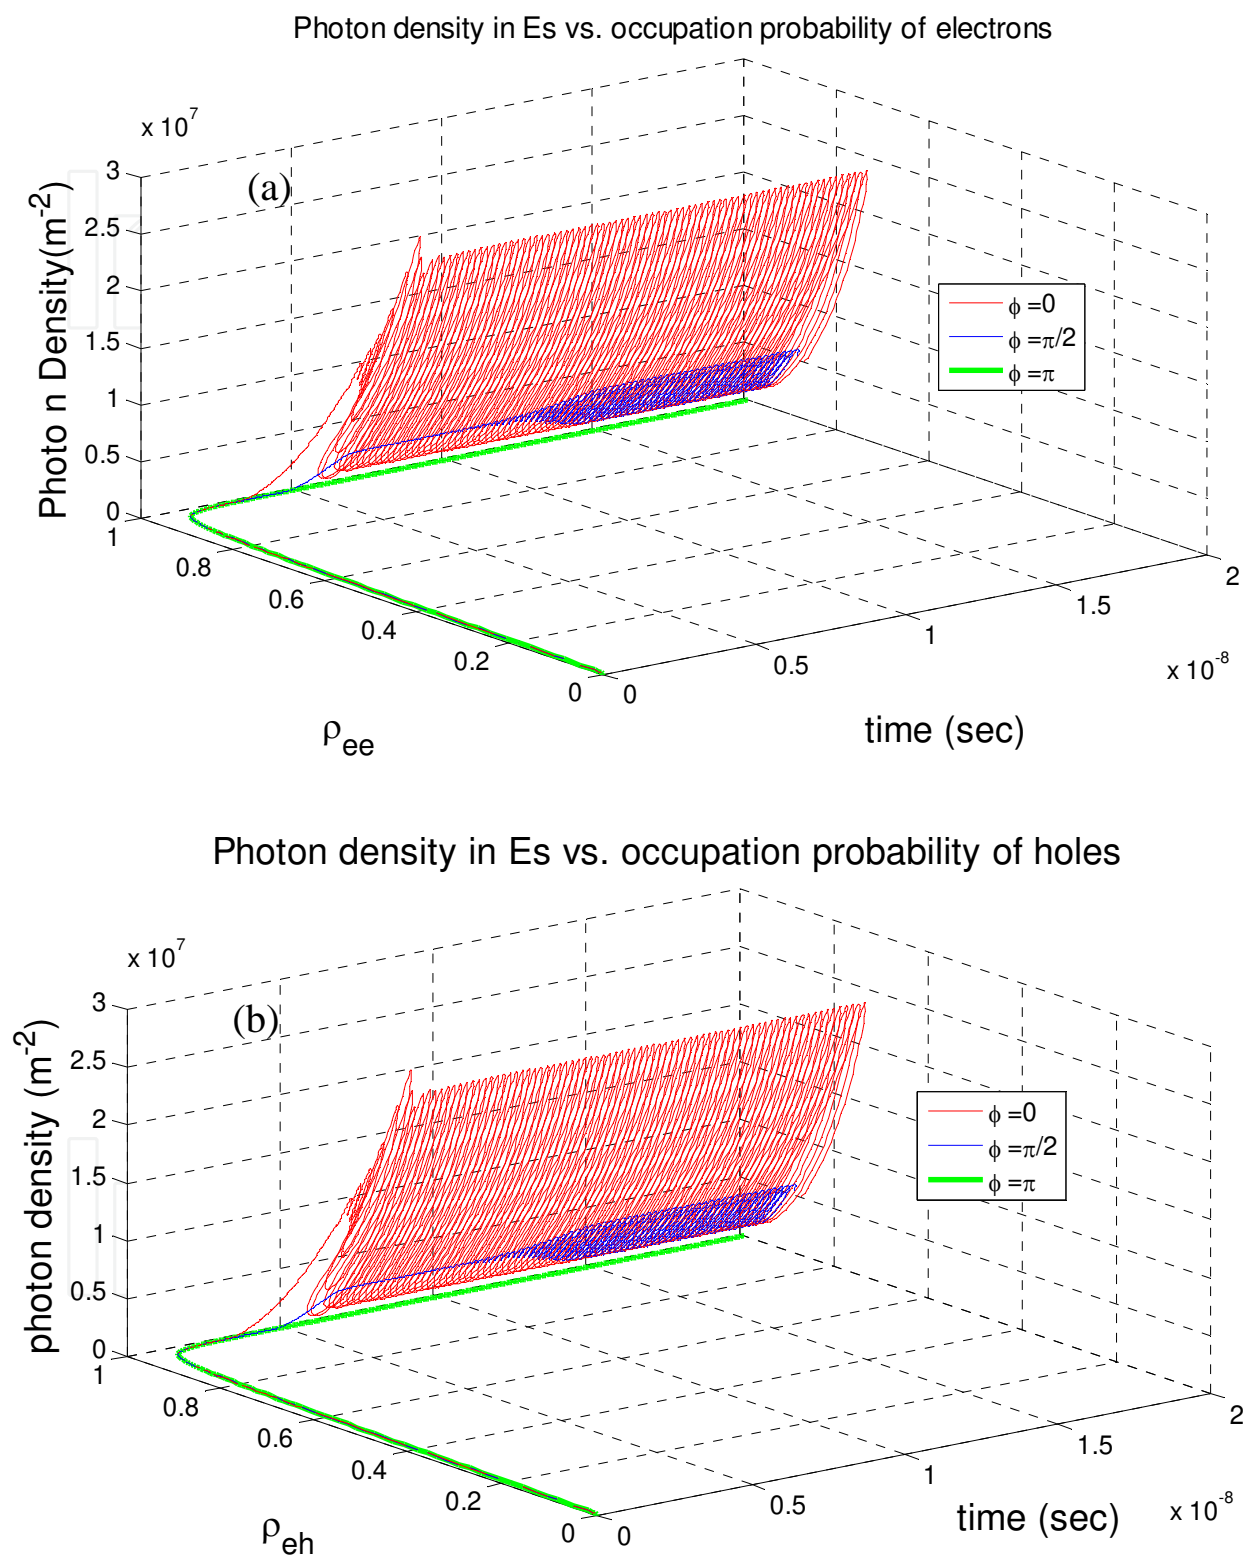 Photon density in Es vs. occupation probability of electrons
x 10^7
(a)
3
2.5
2
1.5
1
0.5
0
Photo n Density(m^-2)
φ =0
φ =π/2
φ =π
1
0.8
0.6
0.4
0.2
0
0
0.5
1
1.5
2
x 10^-8
ρ_ee
time (sec)
Photon density in Es vs. occupation probability of holes
x 10^7
(b)
3
2.5
2
1.5
1
0.5
0
photon density (m^-2)
φ =0
φ =π/2
φ =π
1
0.8
0.6
0.4
0.2
0
0
0.5
1
1.5
2
x 10^-8
ρ_eh
time (sec)